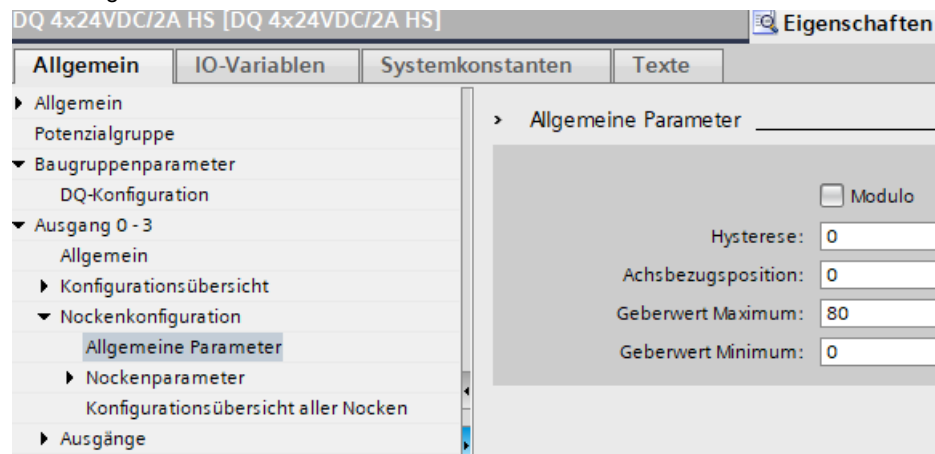 DQ 4x24VDC/2A HS [DQ 4x24VDC/2A HS]
Eigenschaften
Allgemein
IO-Variablen
Systemkonstanten
Texte
Allgemein
Potenzialgruppe
Baugruppenparameter
DQ-Konfiguration
Ausgang 0 - 3
Allgemein
Konfigurationsübersicht
Nockenkonfiguration
Allgemeine Parameter
Nockenparameter
Konfigurationsübersicht aller Nocken
Ausgänge
Allgemeine Parameter
Modulo
Hysterese: 0
Achsbezugsposition: 0
Geberwert Maximum: 80
Geberwert Minimum: 0